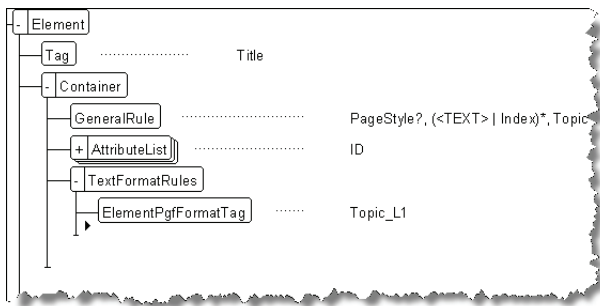 - Element
Tag Title
- Container
GeneralRule PageStyle?, (<TEXT> | Index)*, Topic
+ AttributeList ID
- TextFormatRules
ElementPgfFormatTag Topic_L1